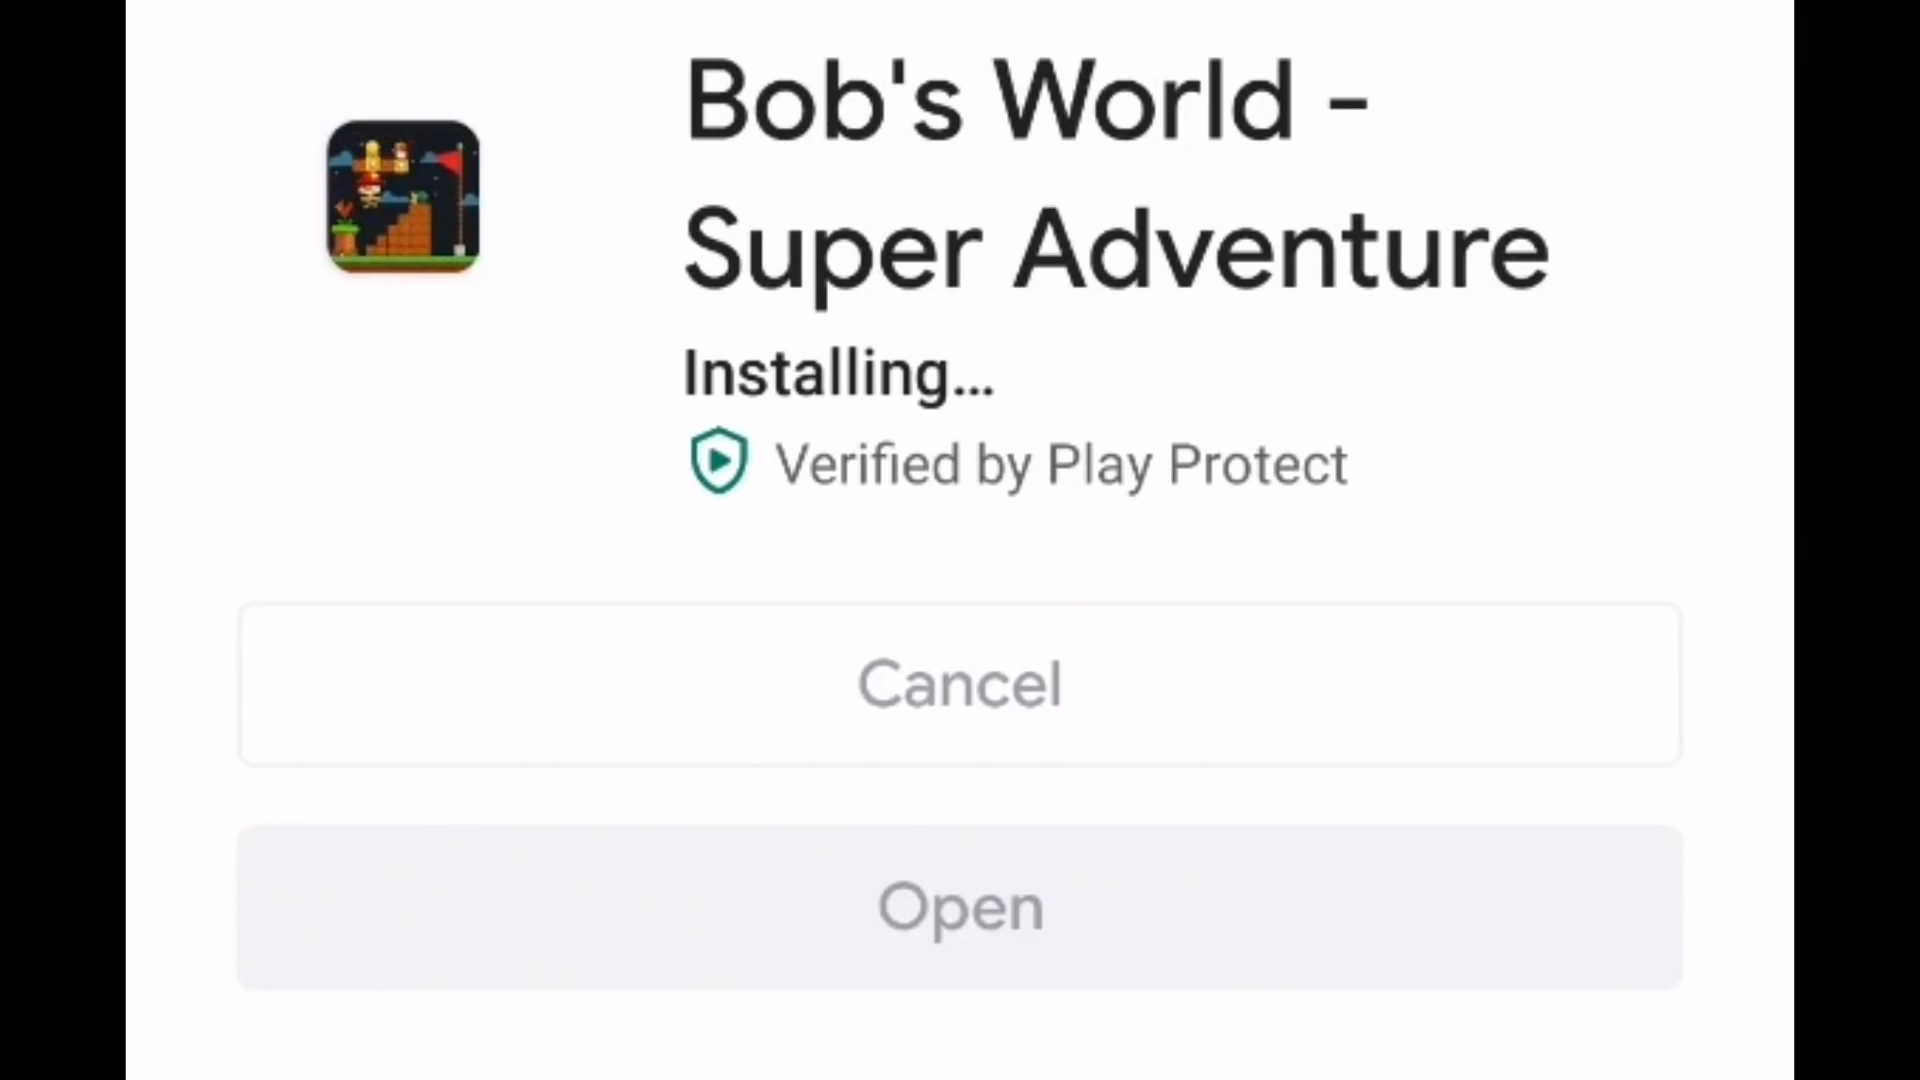 Bob's World -
Super Adventure
Installing...
Verified by Play Protect
Cancel
Open